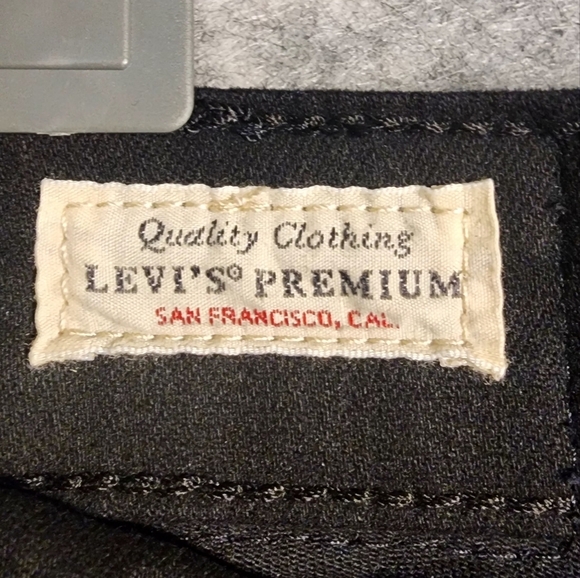 Quality Clothing
LEVI'S® PREMIUM
SAN FRANCISCO, CAL.